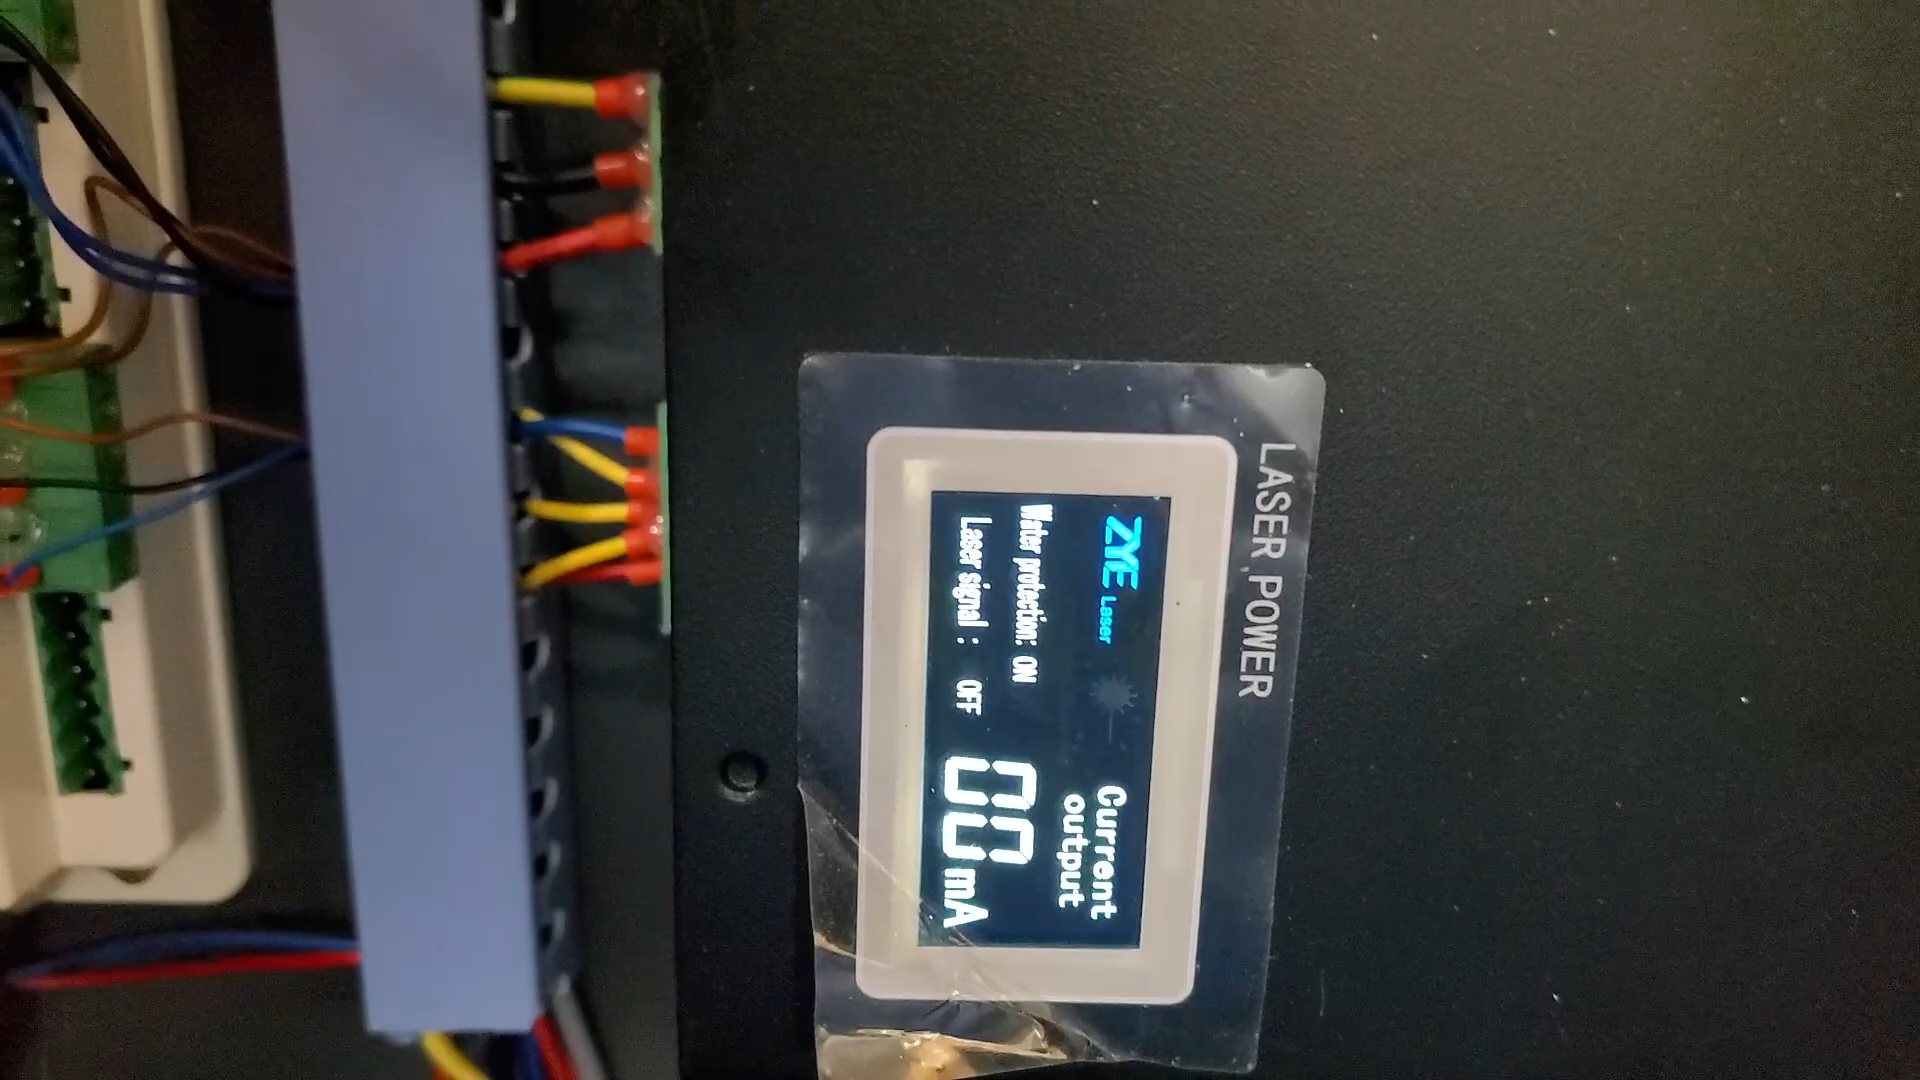 LASER POWER
ZYE Laser
Current
output
Water protection: ON
Laser signal : OFF
00 mA